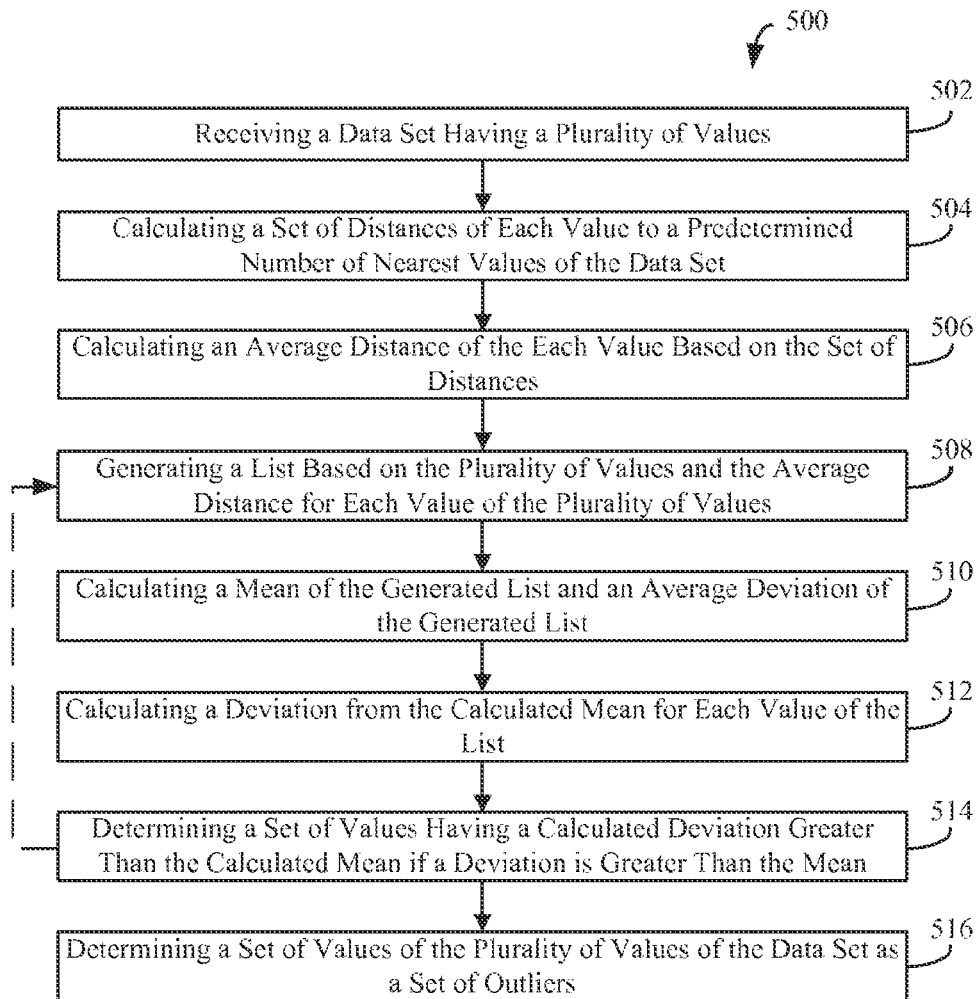 500
502
Receiving a Data Set Having a Plurality of Values
504
Calculating a Set of Distances of Each Value to a Predetermined
Number of Nearest Values of the Data Set
506
Calculating an Average Distance of the Each Value Based on the Set of
Distances
508
Generating a List Based on the Plurality of Values and the Average
Distance for Each Value of the Plurality of Values
510
Calculating a Mean of the Generated List and an Average Deviation of
the Generated List
512
Calculating a Deviation from the Calculated Mean for Each Value of the
List
514
Determining a Set of Values Having a Calculated Deviation Greater
Than the Calculated Mean if a Deviation is Greater Than the Mean
516
Determining a Set of Values of the Plurality of Values of the Data Set as
a Set of Outliers